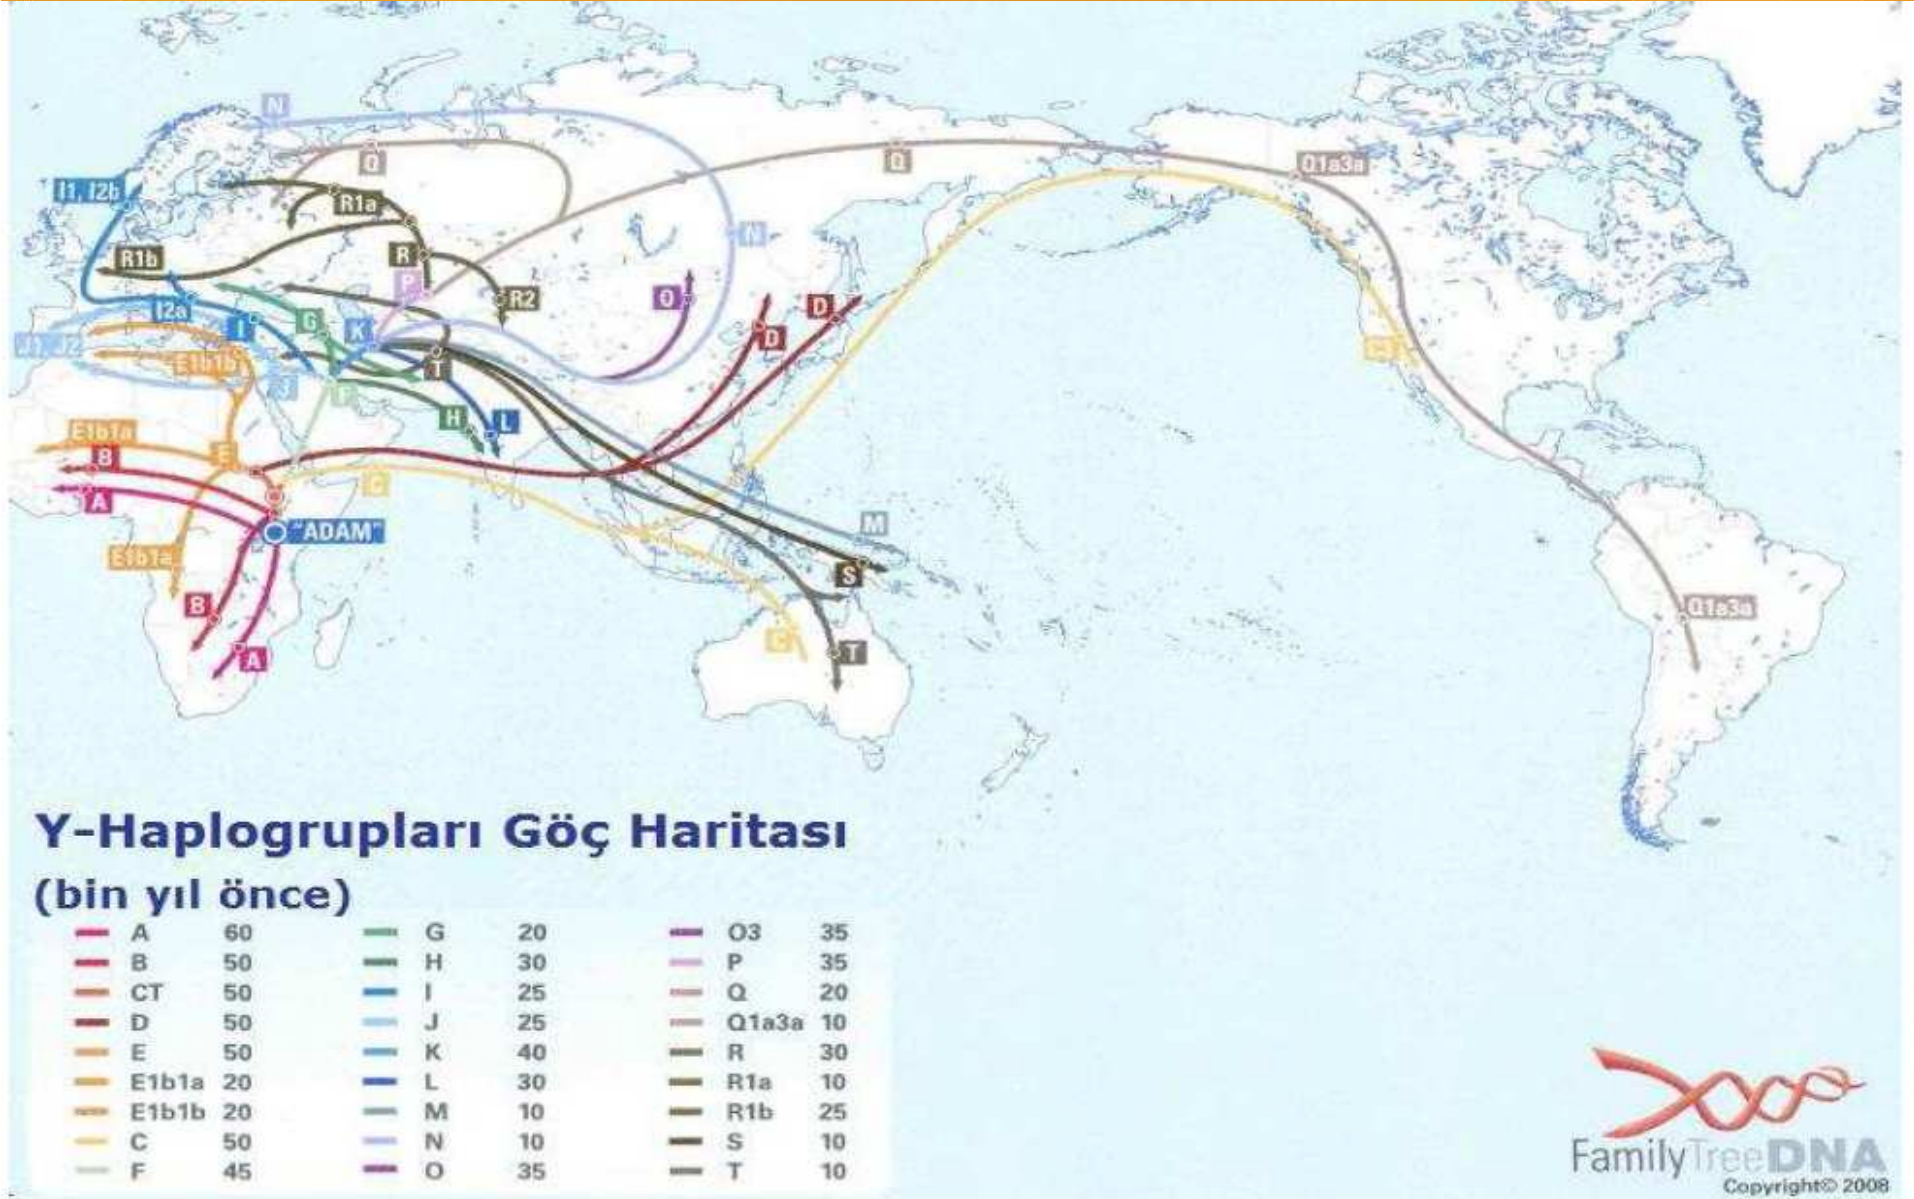 N
Q
Q
Q1a3a
I1, I2b
R1a
N
R1b
R
P
R2
O
D
D
I2a
I
G
K
J1, J2
E1b1b
T
C
J
F
H
L
E1b1a
B
E
C
A
"ADAM"
M
E1b1a
S
B
Q1a3a
C
T
A
Y-Haplogrupları Göç Haritası
(bin yıl önce)
A 60
B 50
CT 50
D 50
E 50
E1b1a 20
E1b1b 20
C 50
F 45
G 20
H 30
I 25
J 25
K 40
L 30
M 10
N 10
O 35
O3 35
P 35
Q 20
Q1a3a 10
R 30
R1a 10
R1b 25
S 10
T 10
FamilyTreeDNA
Copyright© 2008